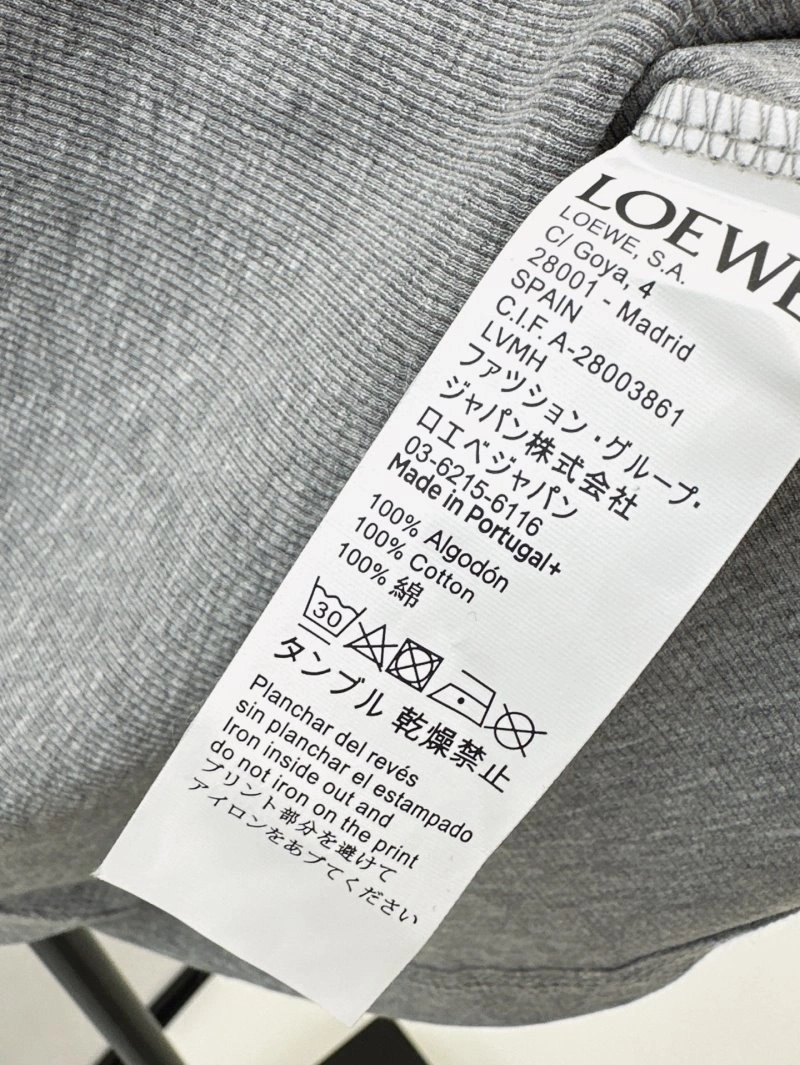 LOEWE
LOEWE, S.A.
C/ Goya, 4
28001 - Madrid
SPAIN
C.I.F. A-28003861
LVMH
ファツション・グループ・
ジャパン株式会社
ロエベジャパン
03-6215-6116
Made in Portugal+
100% Algodón
100% Cotton
100% 綿
30
タンブル 乾燥禁止
Planchar del revés
sin planchar el estampado
Iron inside out and
do not iron on the print
プリント部分を避けて
アイロンをあブてください